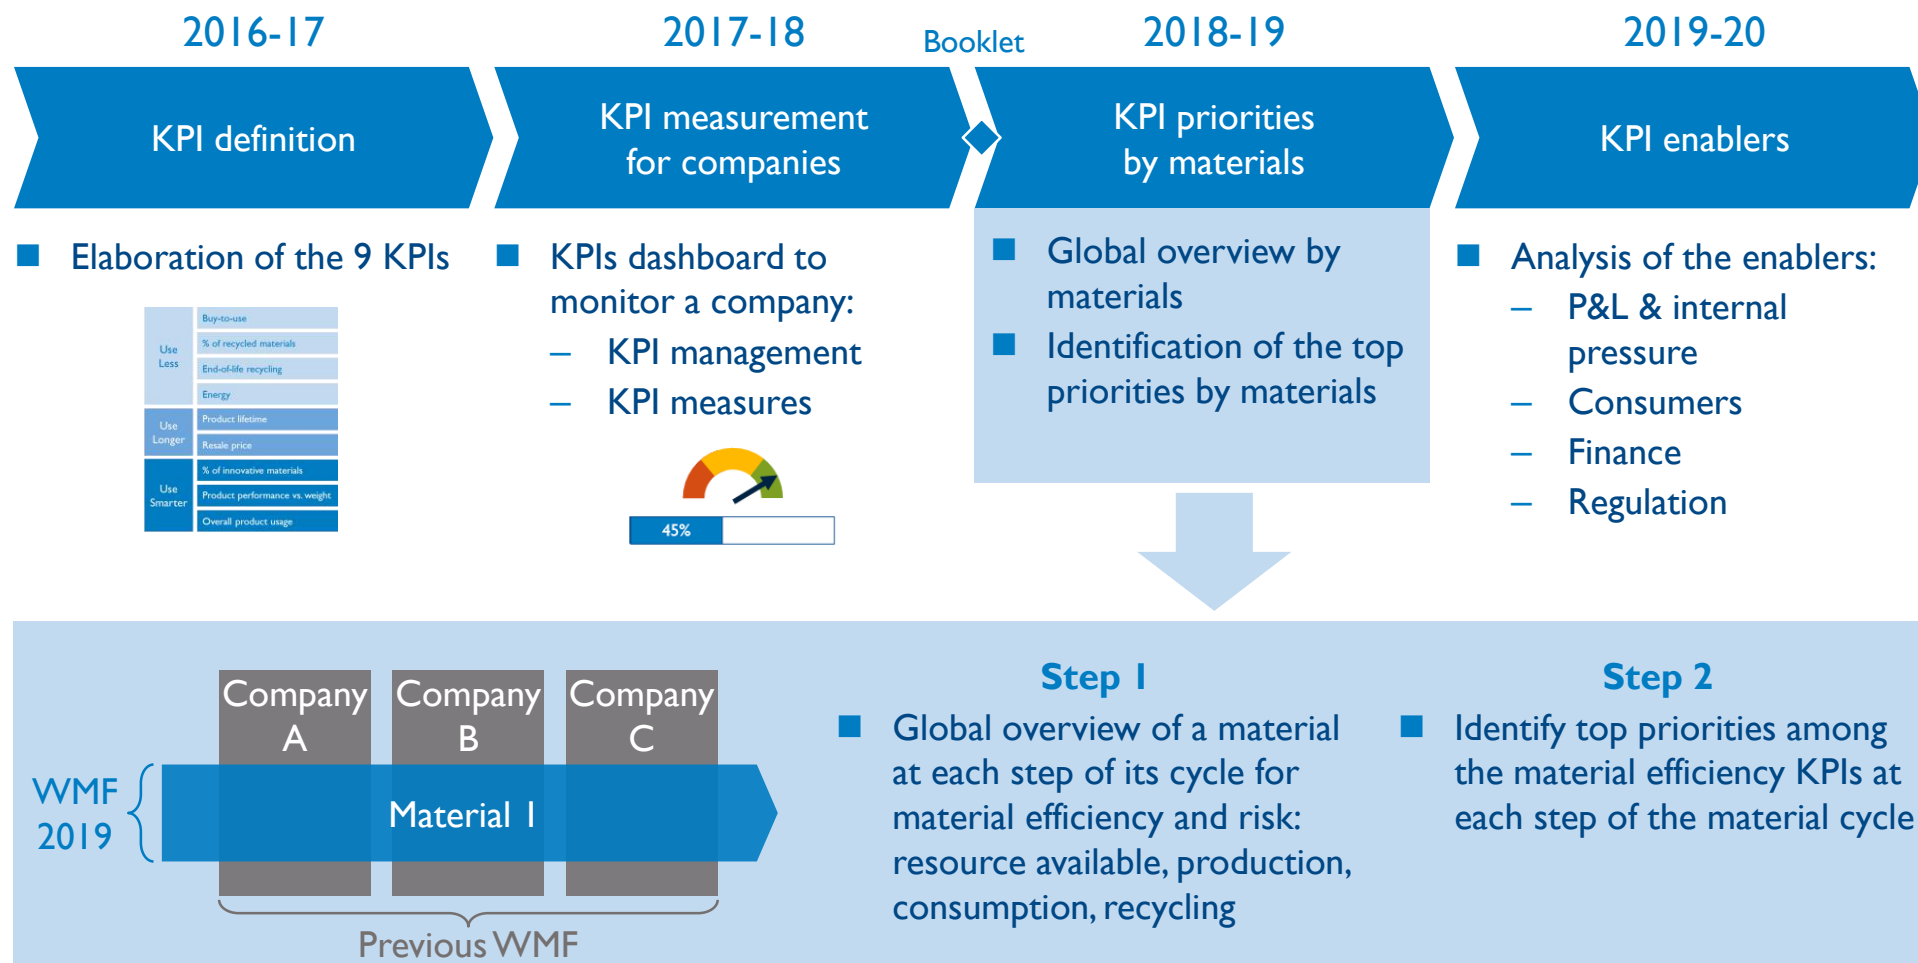 2016-17
2017-18
Booklet
2018-19
2019-20
KPI definition
KPI measurement
for companies
KPI priorities
by materials
KPI enablers
Elaboration of the 9 KPIs
Use
Less
Buy-to-use
% of recycled materials
End-of-life recycling
Energy
Use
Longer
Product lifetime
Resale price
Use
Smarter
% of innovative materials
Product performance vs. weight
Overall product usage
KPIs dashboard to
monitor a company:
– KPI management
– KPI measures
45%
Global overview by
materials
Identification of the top
priorities by materials
Analysis of the enablers:
– P&L & internal
pressure
– Consumers
– Finance
– Regulation
Company
A
Company
B
Company
C
WMF
2019
Material 1
Previous WMF
Step 1
Global overview of a material
at each step of its cycle for
material efficiency and risk:
resource available, production,
consumption, recycling
Step 2
Identify top priorities among
the material efficiency KPIs at
each step of the material cycle